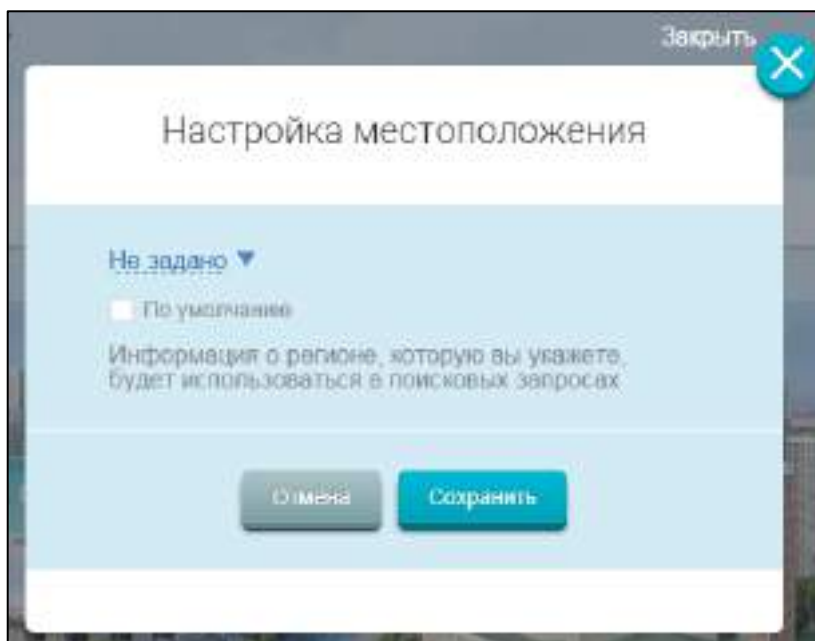 Закрыть
Настройка местоположения
Не задано
По умолчанию
Информация о регионе, которую вы укажете,
будет использоваться в поисковых запросах
Отмена
Сохранить